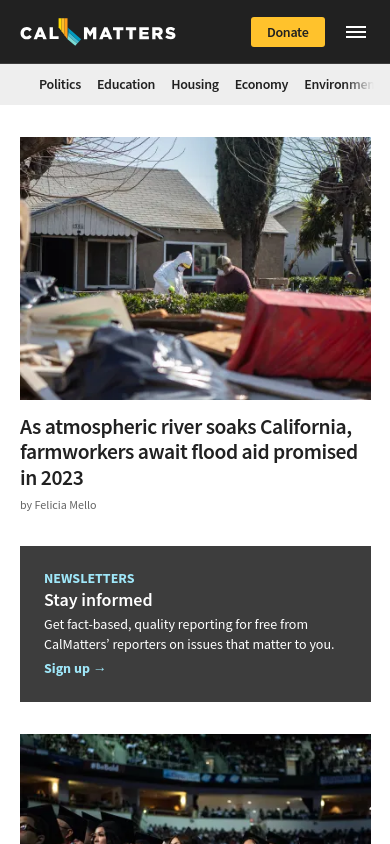 CAL MATTERS
Donate
Politics Education Housing Economy
As atmospheric river soaks California,
farmworkers await flood aid promised
in 2023
by Felicia Mello
NEWSLETTERS
Stay informed
Get fact-based, quality reporting for free from
CalMatters’ reporters on issues that matter to you.
Sign up →